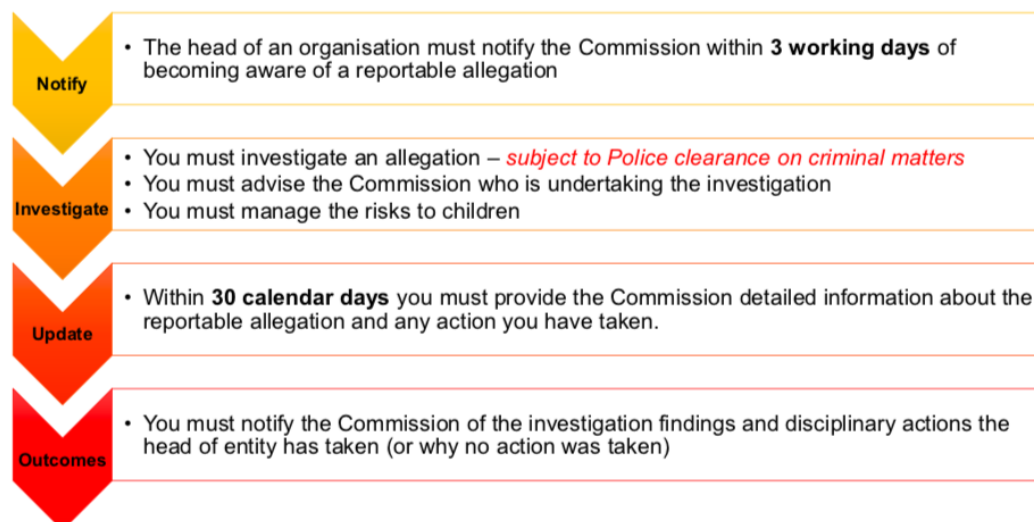 • The head of an organisation must notify the Commission within 3 working days of
becoming aware of a reportable allegation
Notify
• You must investigate an allegation – subject to Police clearance on criminal matters
• You must advise the Commission who is undertaking the investigation
• You must manage the risks to children
Investigate
• Within 30 calendar days you must provide the Commission detailed information about the
reportable allegation and any action you have taken.
Update
• You must notify the Commission of the investigation findings and disciplinary actions the
head of entity has taken (or why no action was taken)
Outcomes